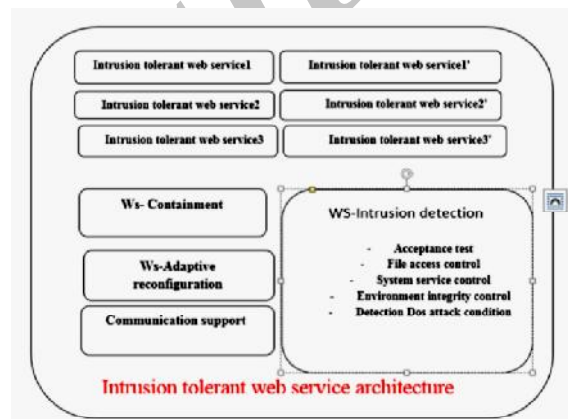 Intrusion tolerant web service1
Intrusion tolerant web service1'
Intrusion tolerant web service2
Intrusion tolerant web service2'
Intrusion tolerant web service3
Intrusion tolerant web service3'
Ws- Containment
Ws-Adaptive
reconfiguration
Communication support
WS-Intrusion detection
- Acceptance test
- File access control
- System service control
- Environment integrity control
- Detection Dos attack condition
Intrusion tolerant web service architecture